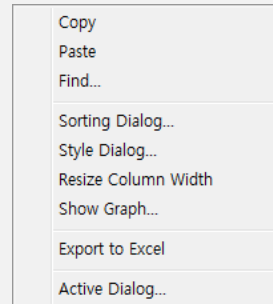 Copy
Paste
Find...
Sorting Dialog...
Style Dialog...
Resize Column Width
Show Graph...
Export to Excel
Active Dialog...